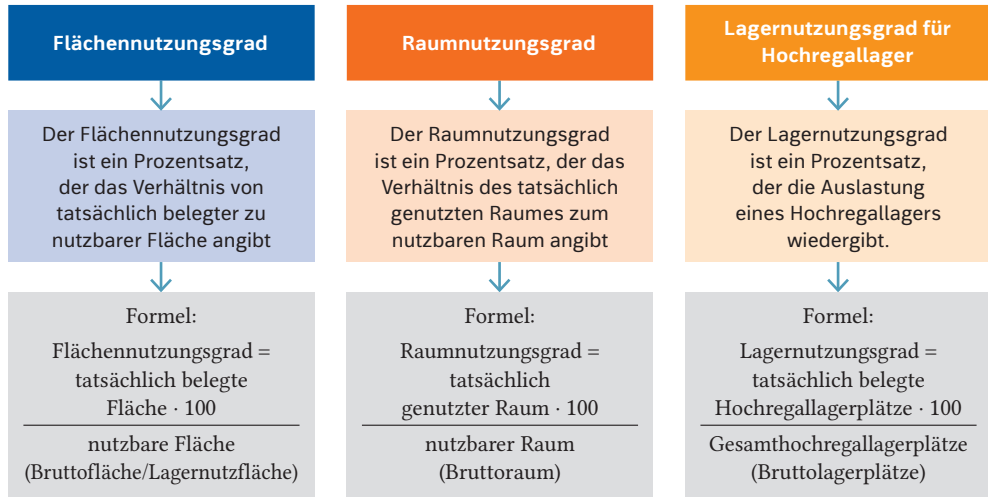 Flächennutzungsgrad
Der Flächennutzungsgrad
ist ein Prozentsatz,
der das Verhältnis von
tatsächlich belegter zu
nutzbarer Fläche angibt
Formel:
Flächennutzungsgrad =
tatsächlich belegte
Fläche · 100
nutzbare Fläche
(Bruttofläche/Lagernutzfläche)
Raumnutzungsgrad
Der Raumnutzungsgrad
ist ein Prozentsatz, der das
Verhältnis des tatsächlich
genutzten Raumes zum
nutzbaren Raum angibt
Formel:
Raumnutzungsgrad =
tatsächlich
genutzter Raum · 100
nutzbarer Raum
(Bruttoraum)
Lagernutzungsgrad für
Hochregallager
Der Lagernutzungsgrad
ist ein Prozentsatz,
der die Auslastung
eines Hochregallagers
wiedergibt.
Formel:
Lagernutzungsgrad =
tatsächlich belegte
Hochregallagerplätze · 100
Gesamthochregallagerplätze
(Bruttolagerplätze)